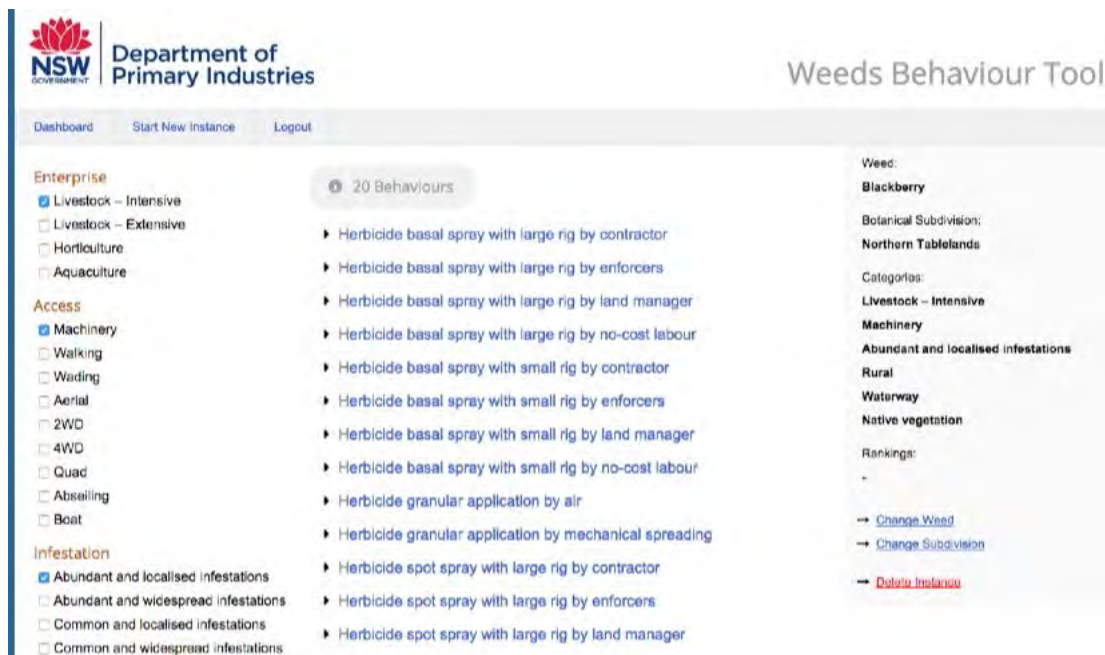 NSW
GOVERNMENT
Department of
Primary Industries
Weeds Behaviour Tool
Dashboard Start New Instance Logout
Enterprise
Livestock – Intensive
Livestock – Extensive
Horticulture
Aquaculture
Access
Machinery
Walking
Wading
Aerial
2WD
4WD
Quad
Abseiling
Boat
Infestation
Abundant and localised infestations
Abundant and widespread infestations
Common and localised infestations
Common and widespread infestations
20 Behaviours
Herbicide basal spray with large rig by contractor
Herbicide basal spray with large rig by enforcers
Herbicide basal spray with large rig by land manager
Herbicide basal spray with large rig by no-cost labour
Herbicide basal spray with small rig by contractor
Herbicide basal spray with small rig by enforcers
Herbicide basal spray with small rig by land manager
Herbicide basal spray with small rig by no-cost labour
Herbicide granular application by air
Herbicide granular application by mechanical spreading
Herbicide spot spray with large rig by contractor
Herbicide spot spray with large rig by enforcers
Herbicide spot spray with large rig by land manager
Weed:
Blackberry
Botanical Subdivision:
Northern Tablelands
Categories:
Livestock – Intensive
Machinery
Abundant and localised infestations
Rural
Waterway
Native vegetation
Rankings:
-
→ Change Weed
→ Change Subdivision
→ Delete Instance